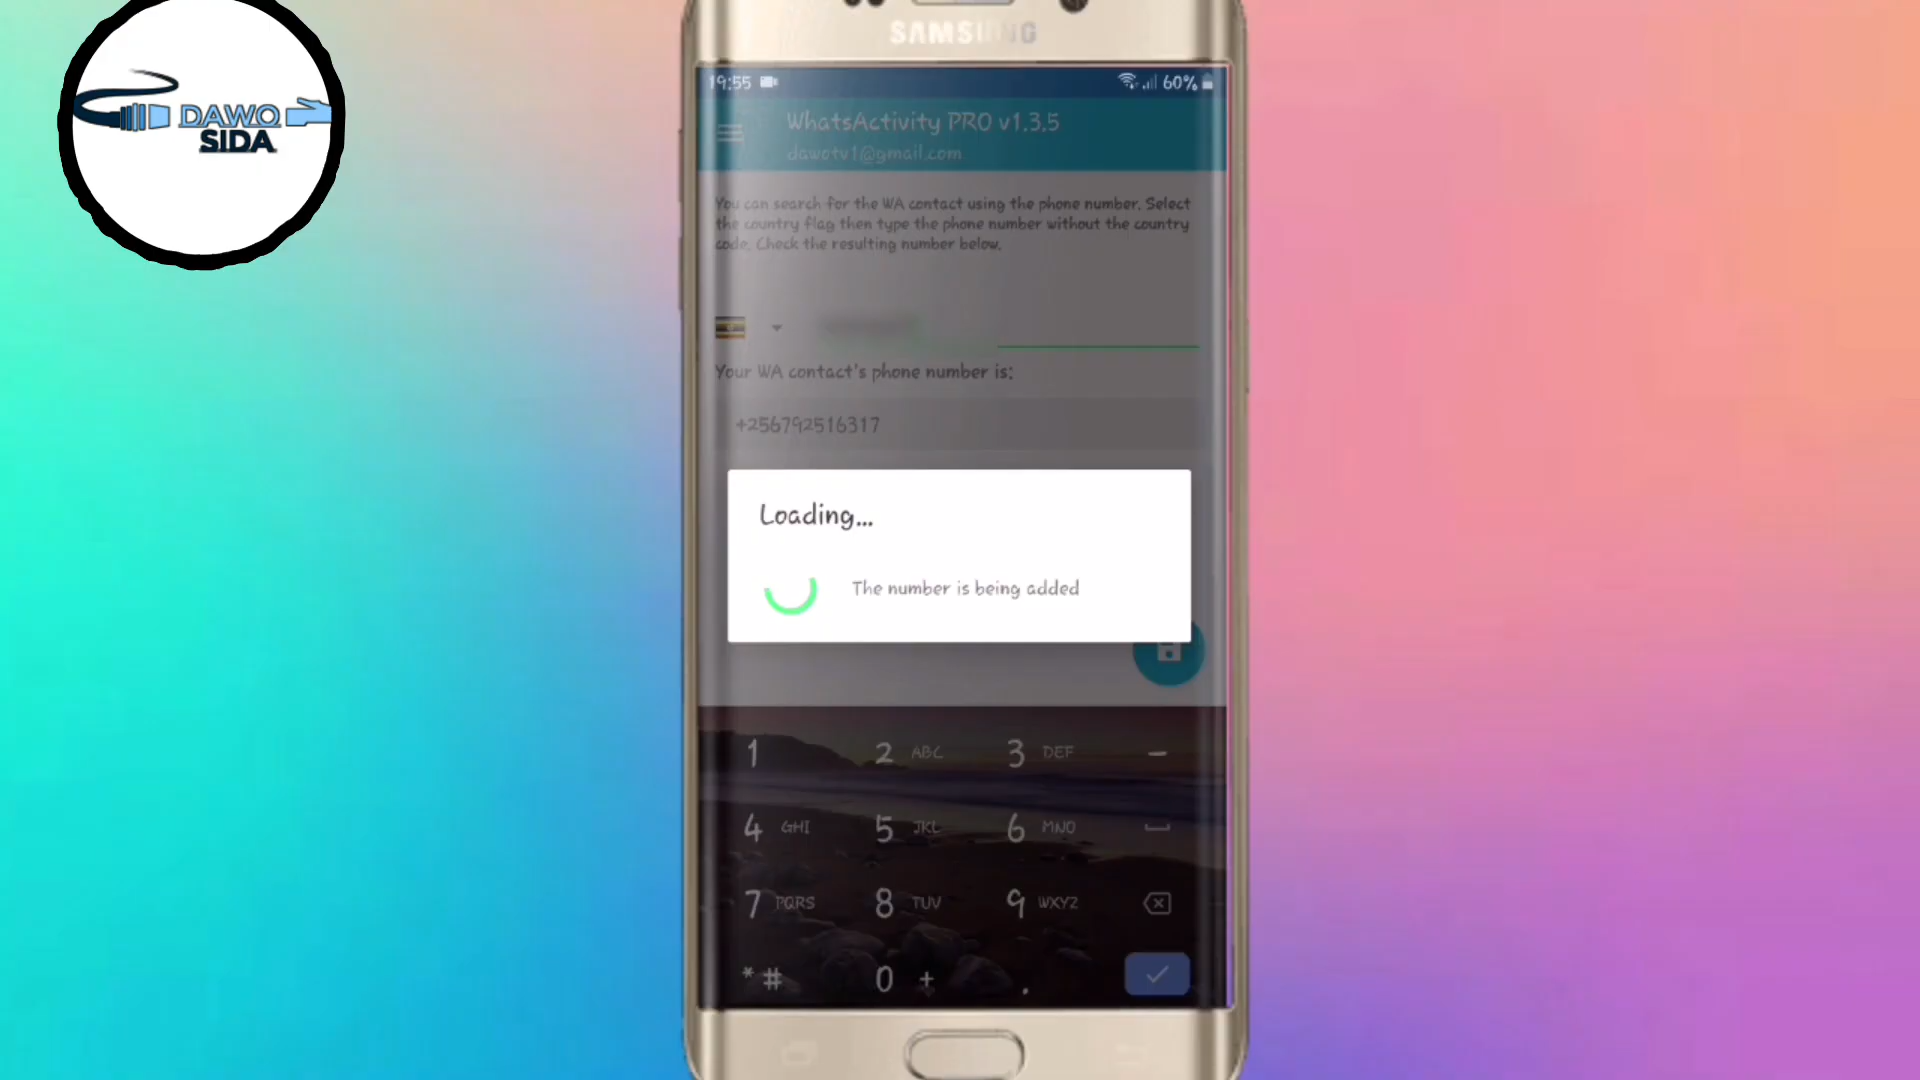 DAWO
SIDA
SAMSUNG
19:55
60%
WhatsActivity PRO v1.3.5
dawotv1@gmail.com
You can search for the WA contact using the phone number. Select
the country flag then type the phone number without the country
code. Check the resulting number below.
Your WA contact's phone number is:
+256792516317
Loading...
The number is being added
1 2 ABC 3 DEF –
4 GHI 5 JKL 6 MNO
7 PQRS 8 TUV 9 WXYZ
*# 0 + .